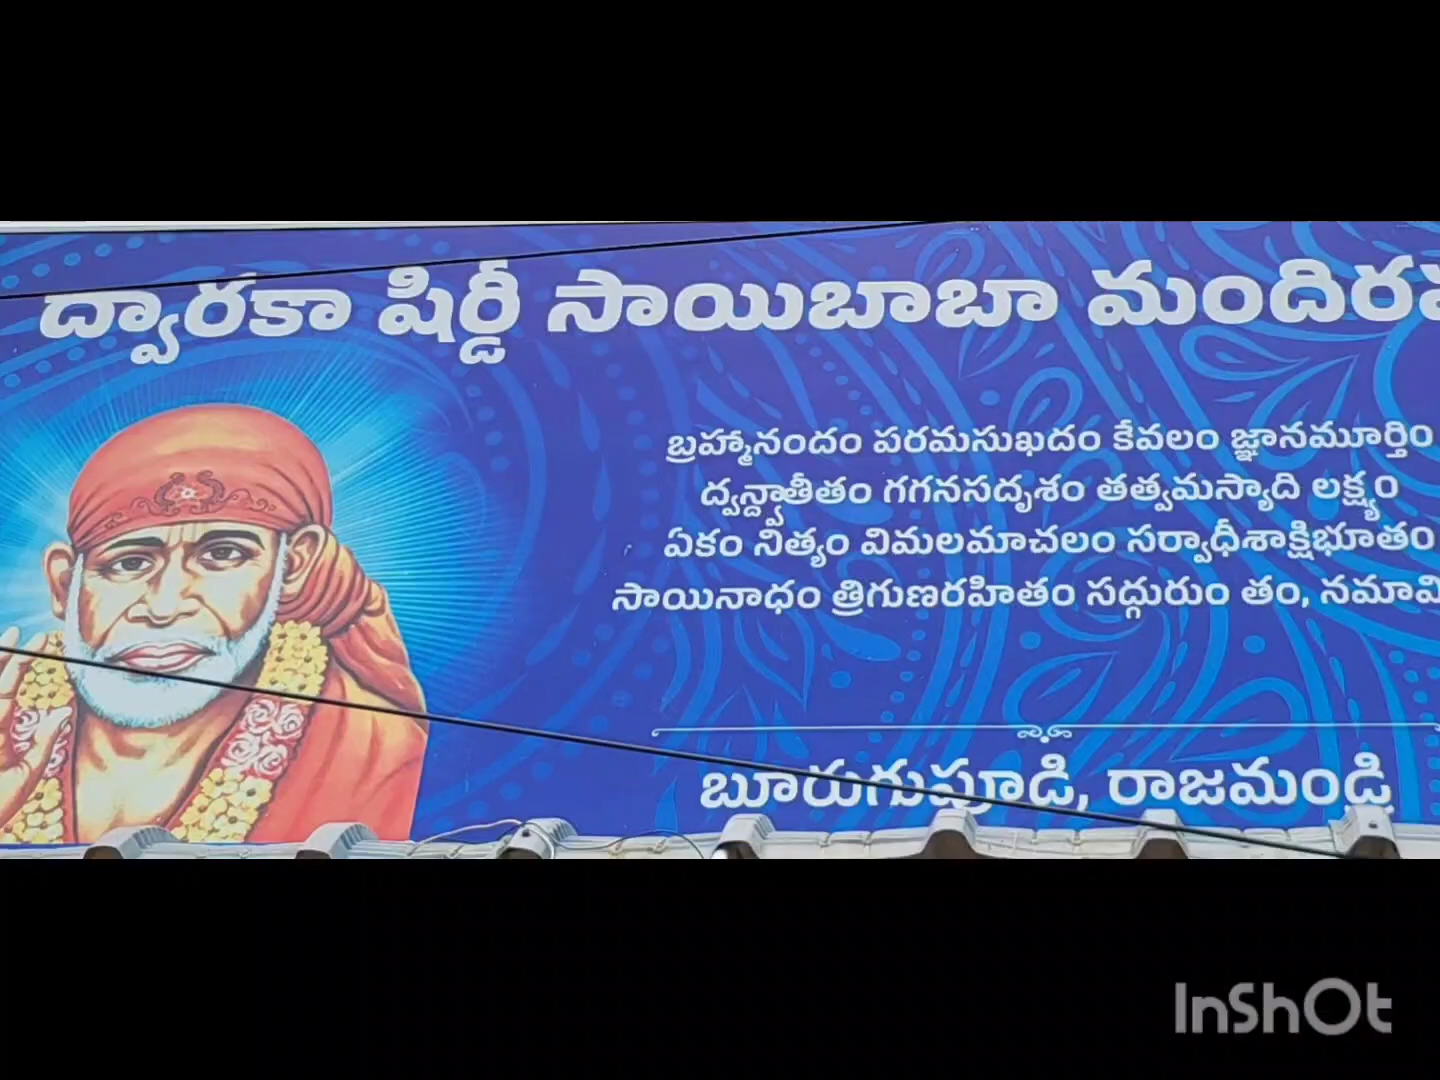 ద్వారకా షిర్డీ సాయిబాబా
బ్రహ్మానందం పరమసుఖదం కేవలం జ్ఞానమూర్తిం
ద్వన్ద్వాతీతం గగనసదృశం తత్వమస్యాది లక్ష్యం
ఏకం నిత్యం విమలమాచలం సర్వాధీశాక్షిభూతం
సాయినాధం త్రిగుణరహితం సద్గురుం తం,
బూరుగుపూడి, రాజమండ్రి
InShOt